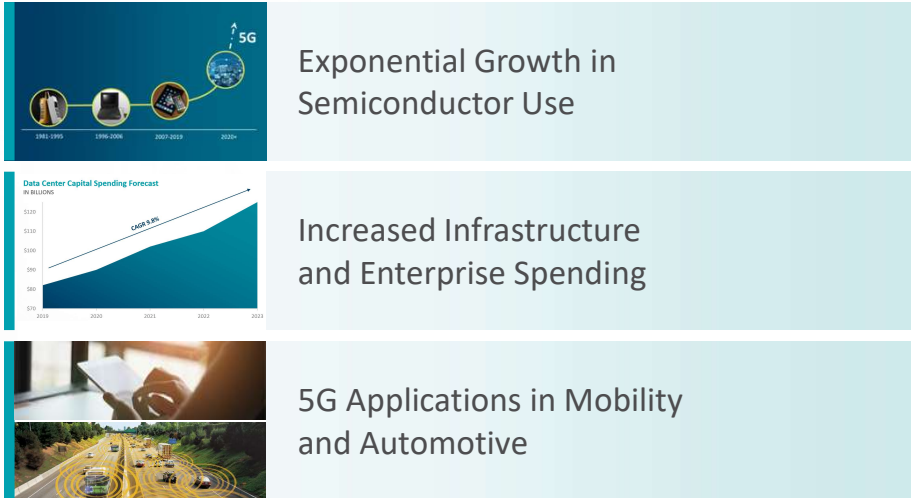 5G
1981-1995 1996-2006 2007-2019 2020+
Exponential Growth in
Semiconductor Use
Data Center Capital Spending Forecast
IN BILLIONS
$120
$110
$100
$90
$80
$70
CAGR 9.8%
2019 2020 2021 2022 2023
Increased Infrastructure
and Enterprise Spending
5G Applications in Mobility
and Automotive